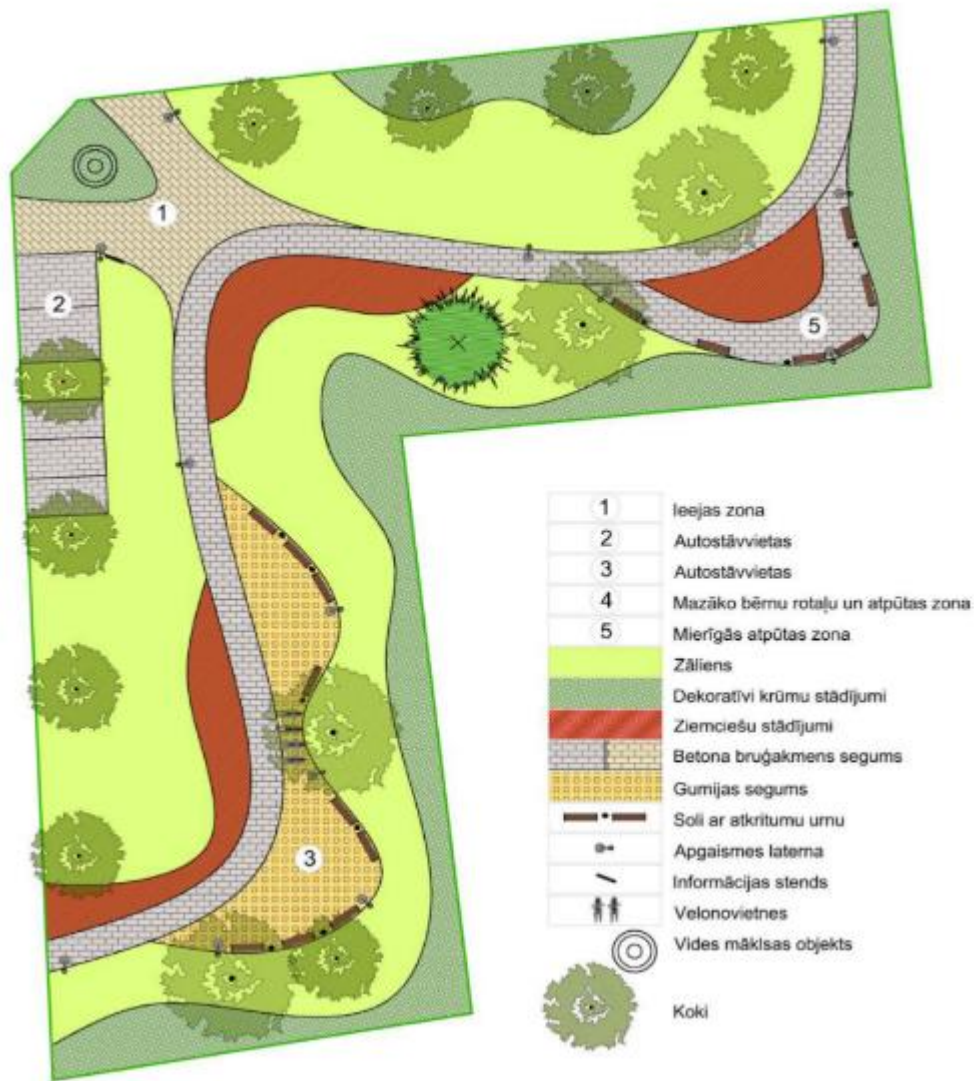 1
2
5
3
1 Ieejas zona
2 Autostāvvietas
3 Autostāvvietas
4 Mazāko bērnu rotaļu un atpūtas zona
5 Mierīgās atpūtas zona
Zāliens
Dekoratīvi krūmu stādījumi
Ziemciešu stādījumi
Betona bruģakmens segums
Gumijas segums
Soli ar atkritumu urnu
Apgaismes laterna
Informācijas stends
Velonovietnes
Vides mākslas objekts
Koki